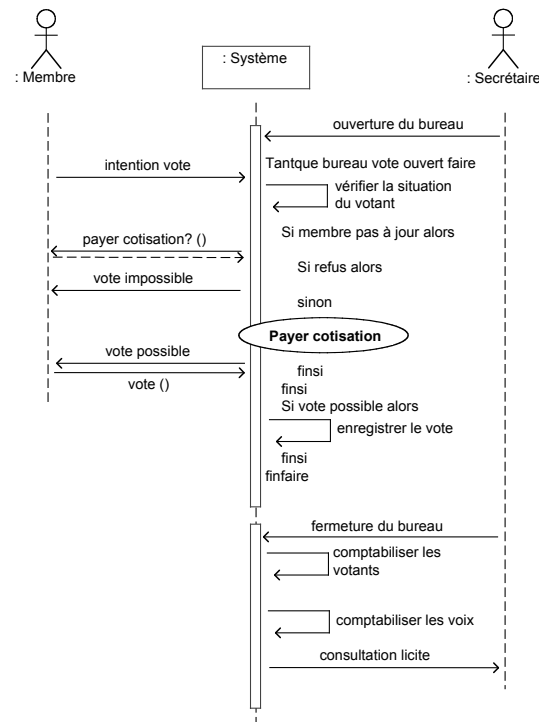 : Membre
: Système
: Secrétaire
ouverture du bureau
intention vote
Tantque bureau vote ouvert faire
vérifier la situation
du votant
payer cotisation? ()
Si membre pas à jour alors
Si refus alors
vote impossible
sinon
Payer cotisation
vote possible
vote ()
finsi
finsi
Si vote possible alors
enregistrer le vote
finsi
finfaire
fermeture du bureau
comptabiliser les
votants
comptabiliser les voix
consultation licite